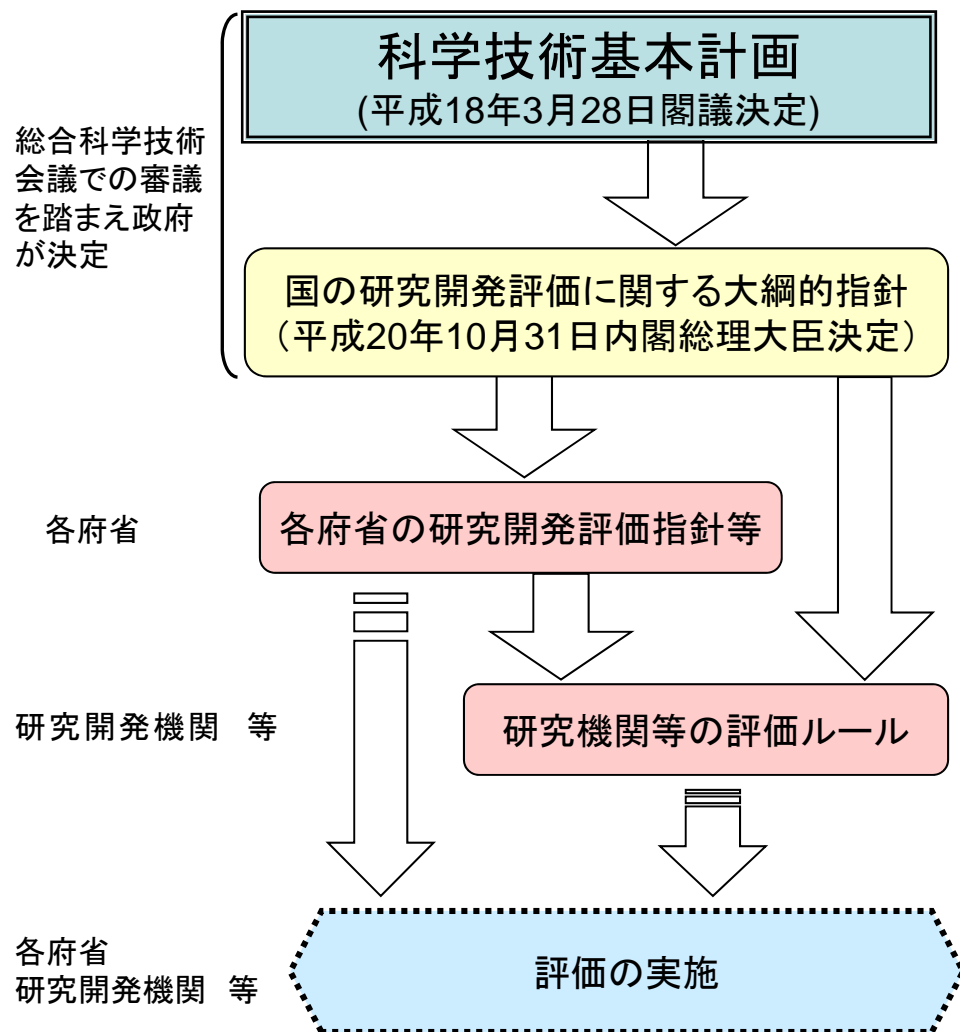 科学技術基本計画
(平成18年3月28日閣議決定)
総合科学技術
会議での審議
を踏まえ政府
が決定
国の研究開発評価に関する大綱的指針
(平成20年10月31日内閣総理大臣決定)
各府省
各府省の研究開発評価指針等
研究開発機関 等
研究機関等の評価ルール
各府省
研究開発機関 等
評価の実施